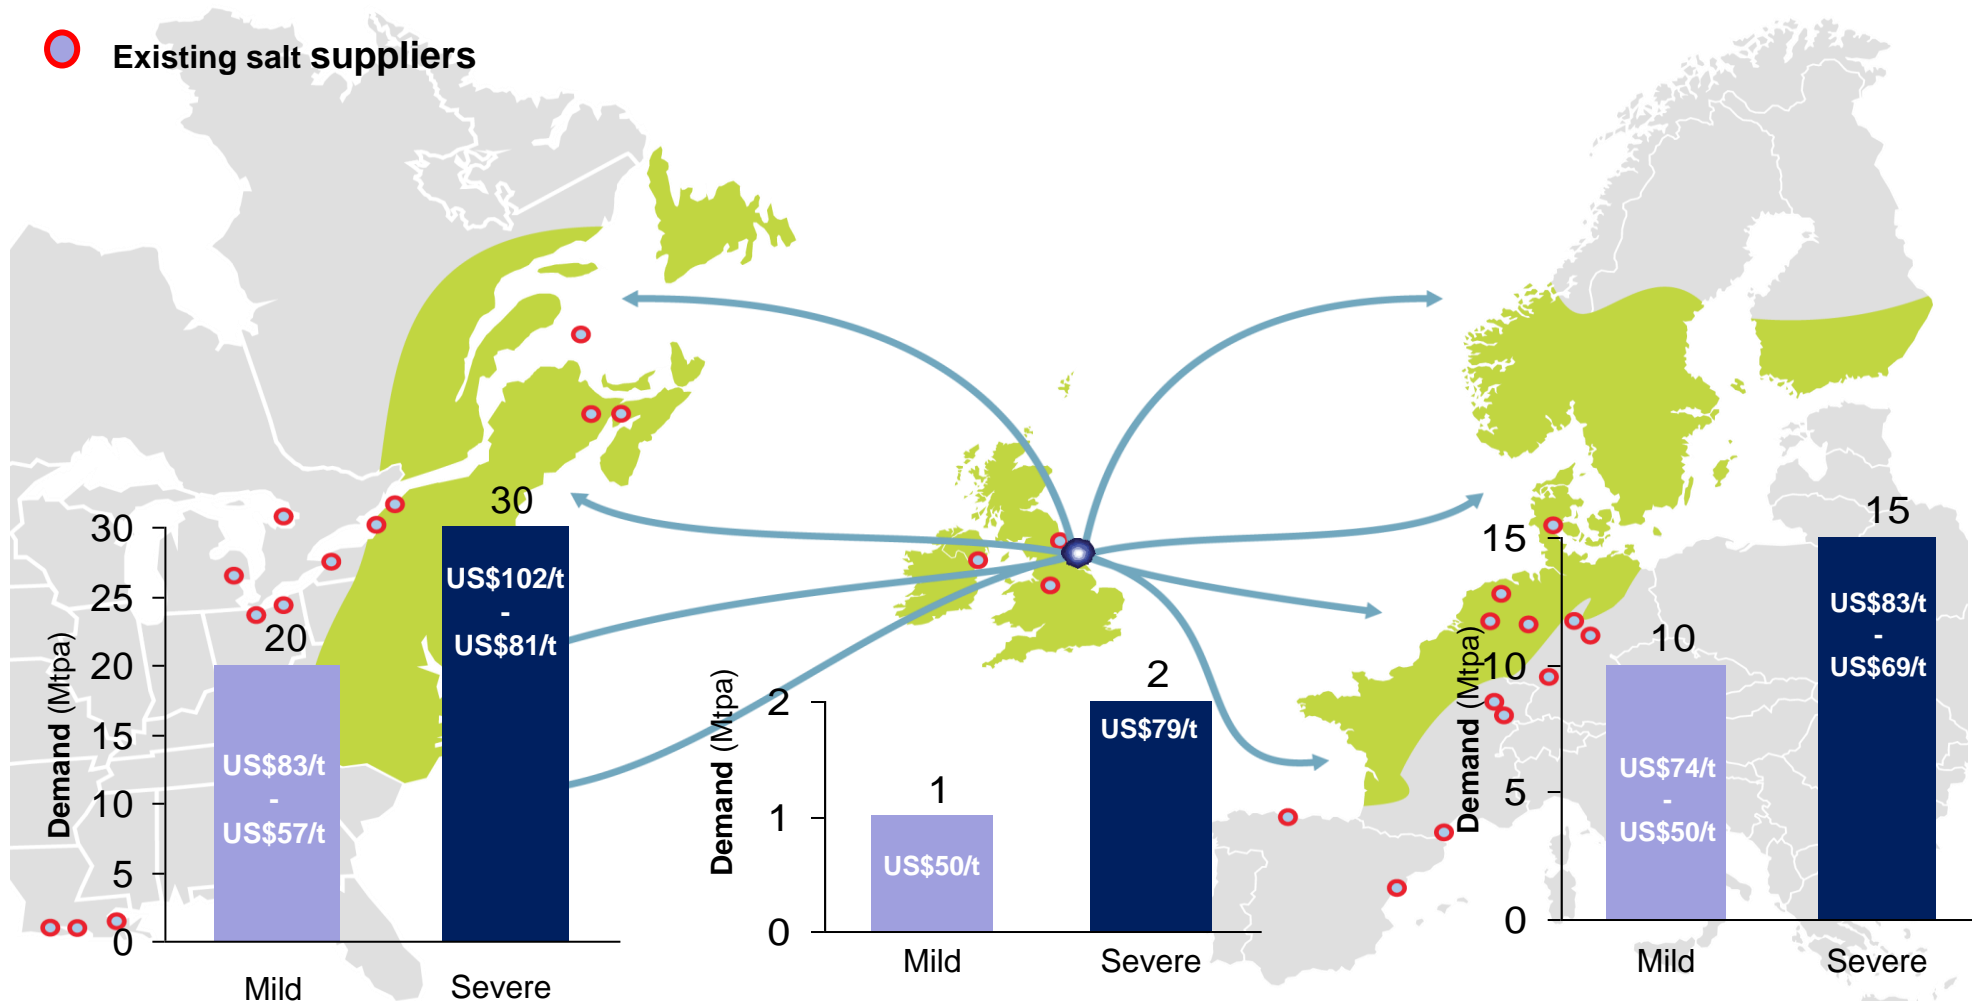 Existing salt suppliers
Demand (Mtpa)
30
25
20
15
10
5
0
20
US$83/t
-
US$57/t
30
US$102/t
-
US$81/t
Mild
Severe
Demand (Mtpa)
2
1
0
1
US$50/t
2
US$79/t
Mild
Severe
Demand (Mtpa)
15
10
5
0
10
US$74/t
-
US$50/t
15
US$83/t
-
US$69/t
Mild
Severe